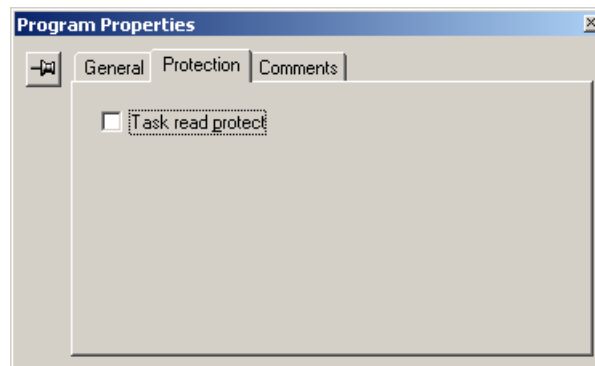 Program Properties
General Protection Comments
Task read protect